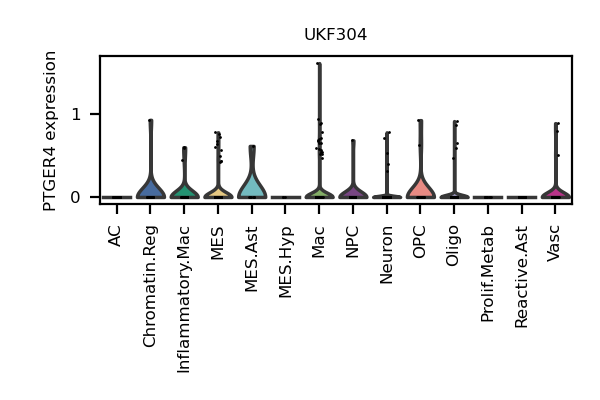 UKF304
PTGER4 expression
1
0
AC
Chromatin.Reg
Inflammatory.Mac
MES
MES.Ast
MES.Hyp
Mac
NPC
Neuron
OPC
Oligo
Prolif.Metab
Reactive.Ast
Vasc